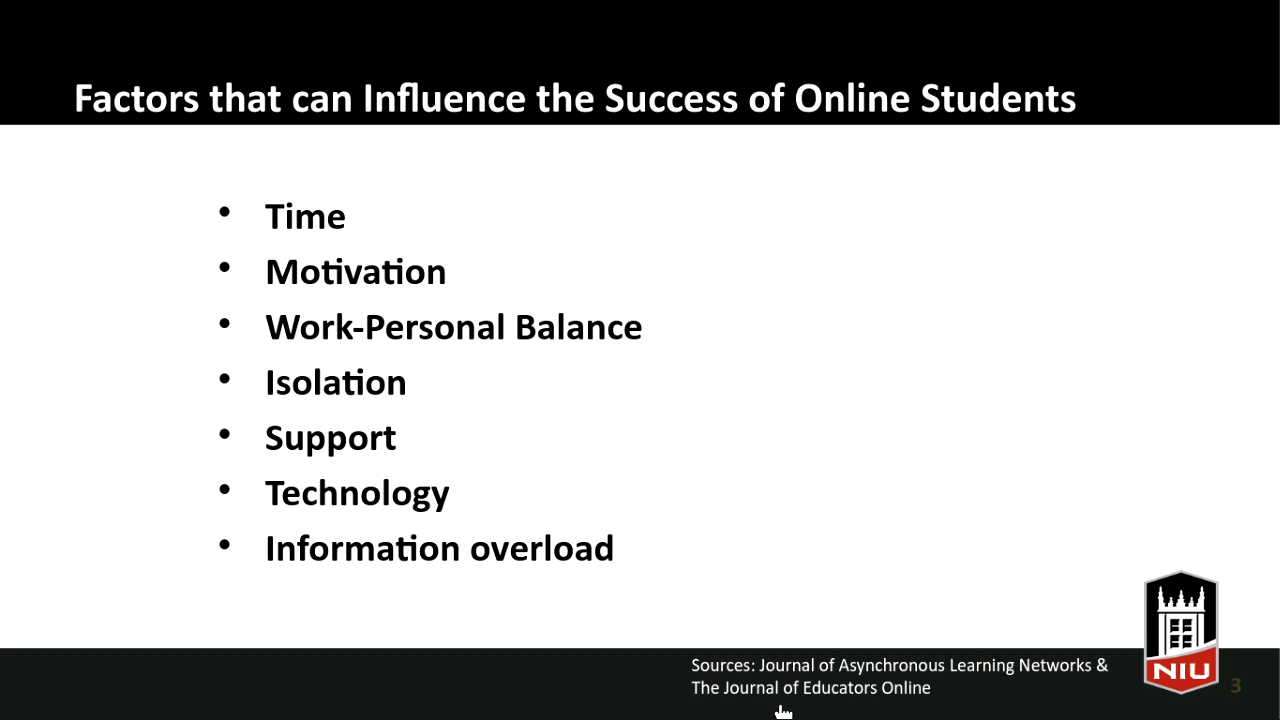 Factors that can Influence the Success of Online Students
• Time
• Motivation
• Work-Personal Balance
• Isolation
• Support
• Technology
• Information overload
Sources: Journal of Asynchronous Learning Networks &
The Journal of Educators Online
NIU
3